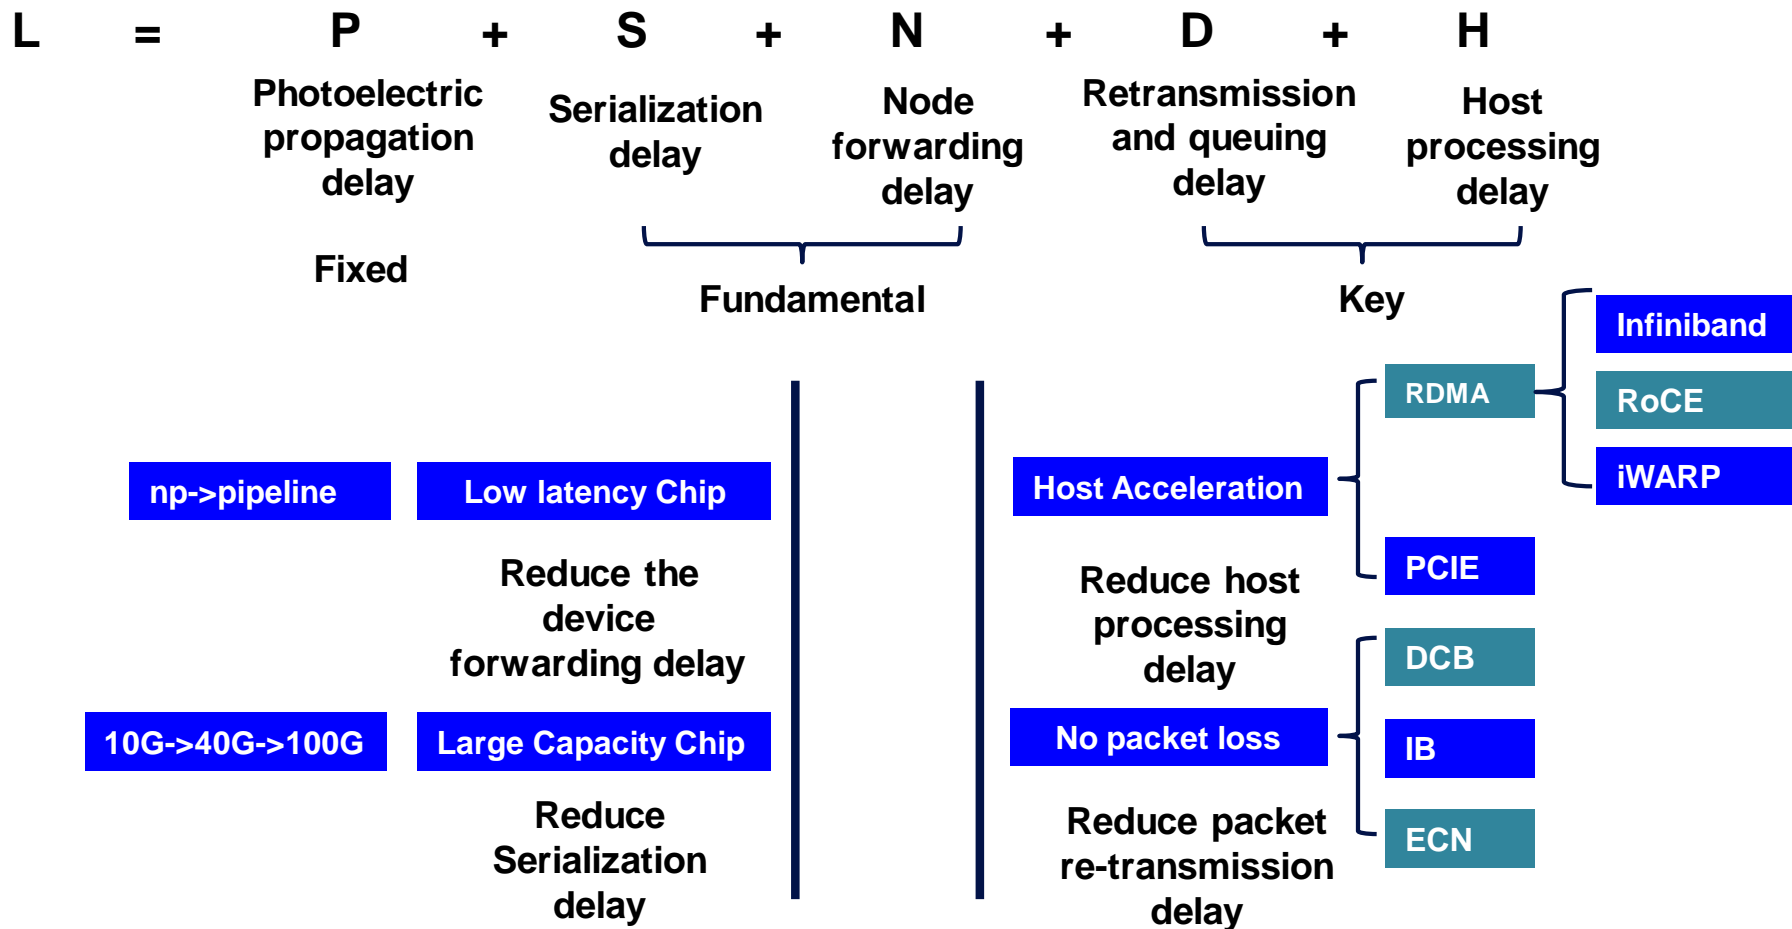 L = P + S + N + D + H
Photoelectric
propagation
delay
Serialization
delay
Node
forwarding
delay
Retransmission
and queuing
delay
Host
processing
delay
Fixed
Fundamental
Key
np->pipeline
Low latency Chip
Reduce the
device
forwarding delay
10G->40G->100G
Large Capacity Chip
Reduce
Serialization
delay
Host Acceleration
Reduce host
processing
delay
No packet loss
Reduce packet
re-transmission
delay
RDMA
PCIE
DCB
IB
ECN
Infiniband
RoCE
iWARP